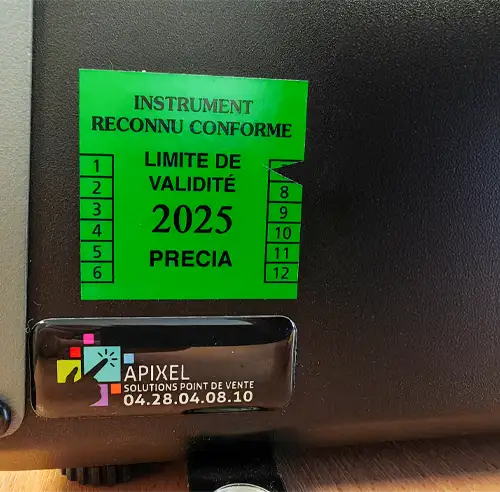 INSTRUMENT
RECONNU CONFORME
LIMITE DE
VALIDITÉ
2025
PRECIA
1
2
3
4
5
6
8
9
10
11
12
APIXEL
SOLUTIONS POINT DE VENTE
04.28.04.08.10